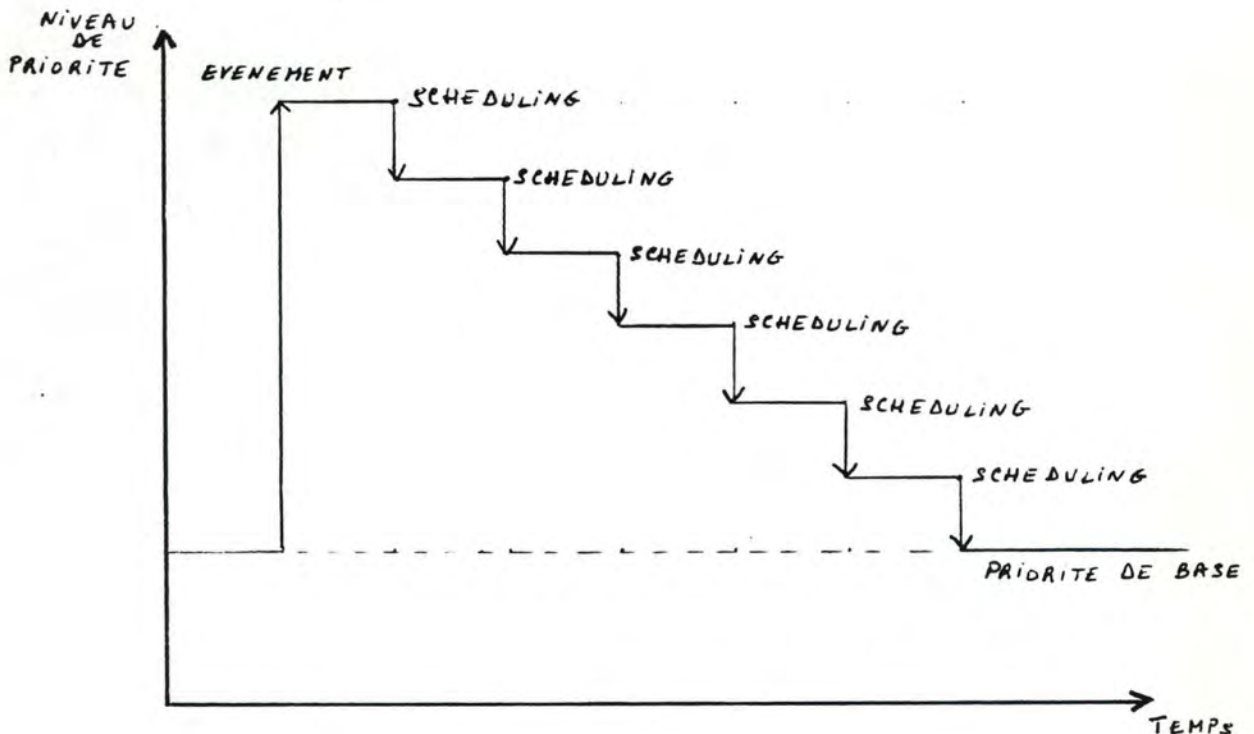 NiVEAU
DE
PRIORITE
EVENEMENT
SCHEDULiNG
SCHEDULiNG
SCHEDULiNG
SCHEDULiNG
SCHEDULiNG
SCHEDULiNG
PRiORiTE DE BASE
TEMPS